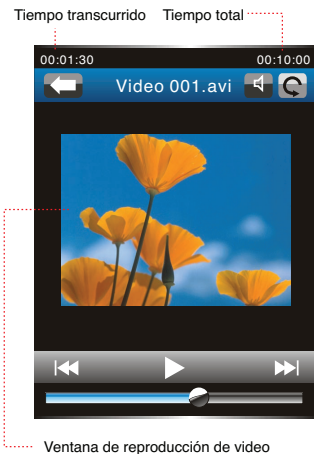 Tiempo transcurrido Tiempo total
00:01:30 00:10:00
Video 001.avi
Ventana de reproducción de video